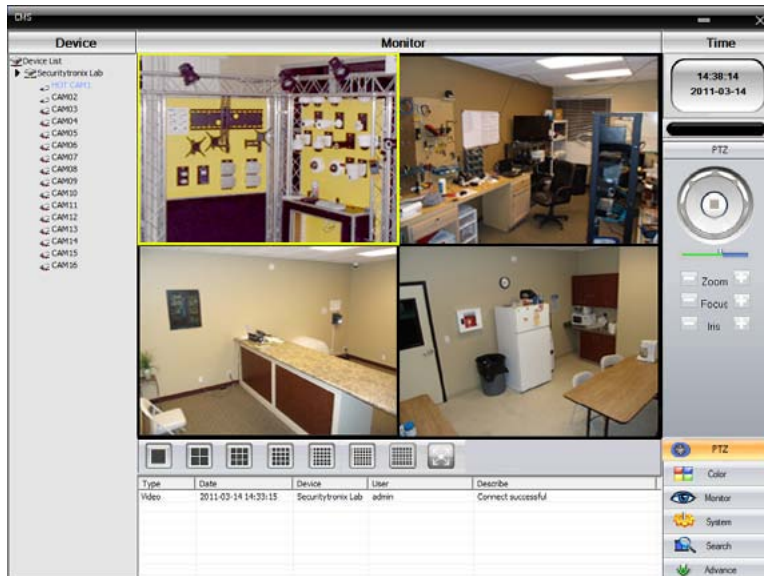 CMS
Device
Monitor
Time
Device List
Securitytronix Lab
HOT CAM1
CAM02
CAM03
CAM04
CAM05
CAM06
CAM07
CAM08
CAM09
CAM10
CAM11
CAM12
CAM13
CAM14
CAM15
CAM16
14:38:14
2011-03-14
PTZ
Zoom
Focus
Iris
PTZ
Color
Monitor
System
Search
Advance
Type Date Device User Describe
Video 2011-03-14 14:33:15 Securitytronix Lab admin Connect successful